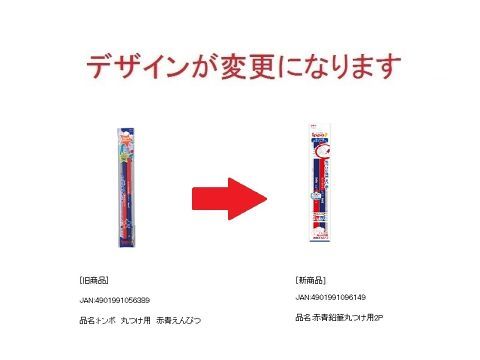 デザインが変更になります
[旧商品]
[新商品]
JAN:4901991056389
JAN:4901991096149
品名:トンボ 丸つけ用 赤青えんぴつ
品名:赤青鉛筆丸つけ用2P